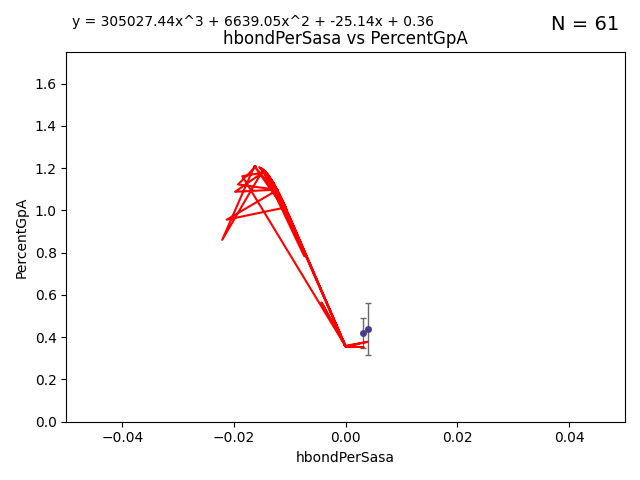 y = 305027.44x^3 + 6639.05x^2 + -25.14x + 0.36
N = 61
hbondPerSasa vs PercentGpA
1.6
1.4
1.2
1.0
0.8
0.6
0.4
0.2
0.0
PercentGpA
−0.04 −0.02 0.00 0.02 0.04
hbondPerSasa